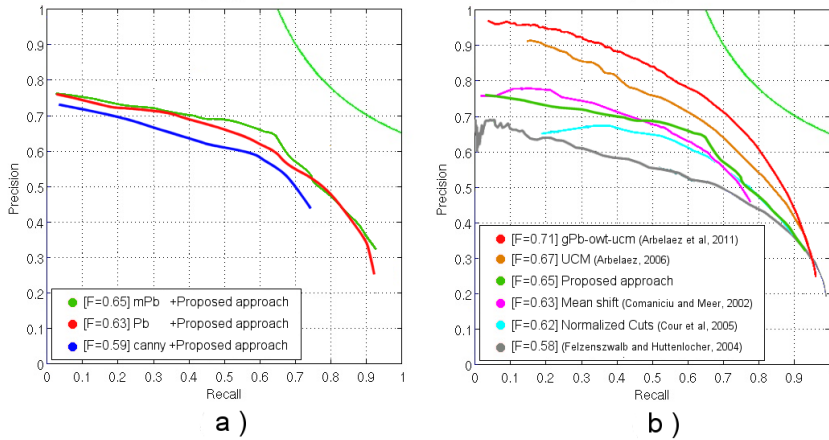 1
0.9
0.8
0.7
0.6
0.5
0.4
0.3
0.2
0.1
0
Precision
[F=0.65] mPb +Proposed approach
[F=0.63] Pb +Proposed approach
[F=0.59] canny +Proposed approach
0 0.1 0.2 0.3 0.4 0.5 0.6 0.7 0.8 0.9 1
Recall
a )
1
0.9
0.8
0.7
0.6
0.5
0.4
0.3
0.2
0.1
0
Precision
[F=0.71] gPb-owt-ucm (Arbelaez et al, 2011)
[F=0.67] UCM (Arbelaez, 2006)
[F=0.65] Proposed approach
[F=0.63] Mean shift (Comaniciu and Meer, 2002)
[F=0.62] Normalized Cuts (Cour et al, 2005)
[F=0.58] (Felzenszwalb and Huttenlocher, 2004)
0 0.1 0.2 0.3 0.4 0.5 0.6 0.7 0.8 0.9
Recall
b )